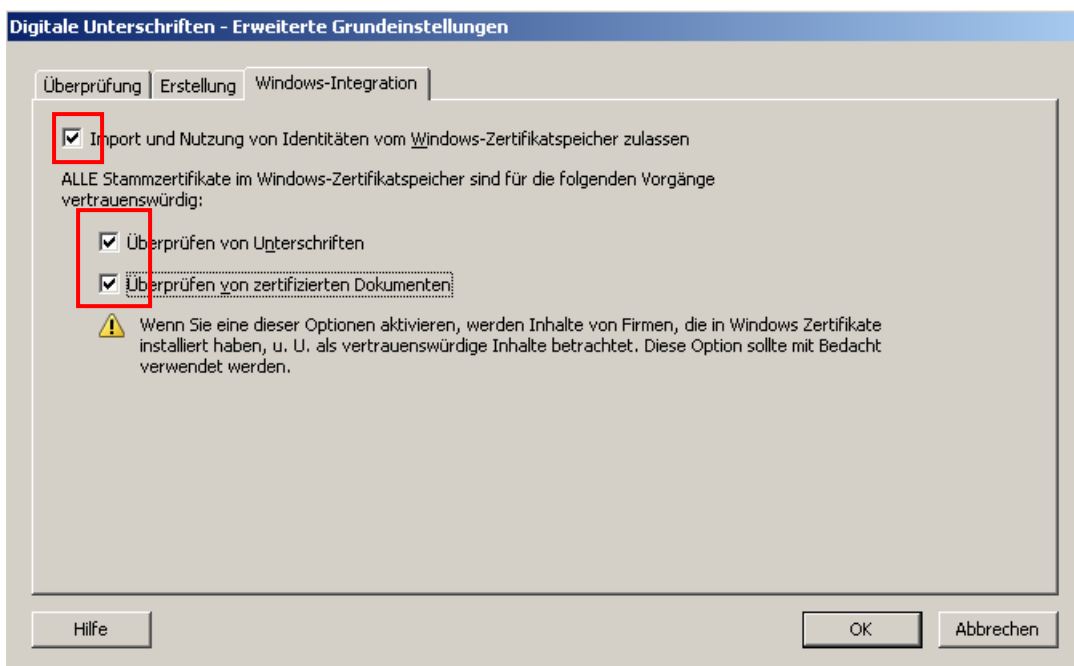 Digitale Unterschriften - Erweiterte Grundeinstellungen
Überprüfung Erstellung Windows-Integration
Import und Nutzung von Identitäten vom Windows-Zertifikatspeicher zulassen
ALLE Stammzertifikate im Windows-Zertifikatspeicher sind für die folgenden Vorgänge
vertrauenswürdig:
Überprüfen von Unterschriften
Überprüfen von zertifizierten Dokumenten
Wenn Sie eine dieser Optionen aktivieren, werden Inhalte von Firmen, die in Windows Zertifikate
installiert haben, u. U. als vertrauenswürdige Inhalte betrachtet. Diese Option sollte mit Bedacht
verwendet werden.
Hilfe OK Abbrechen